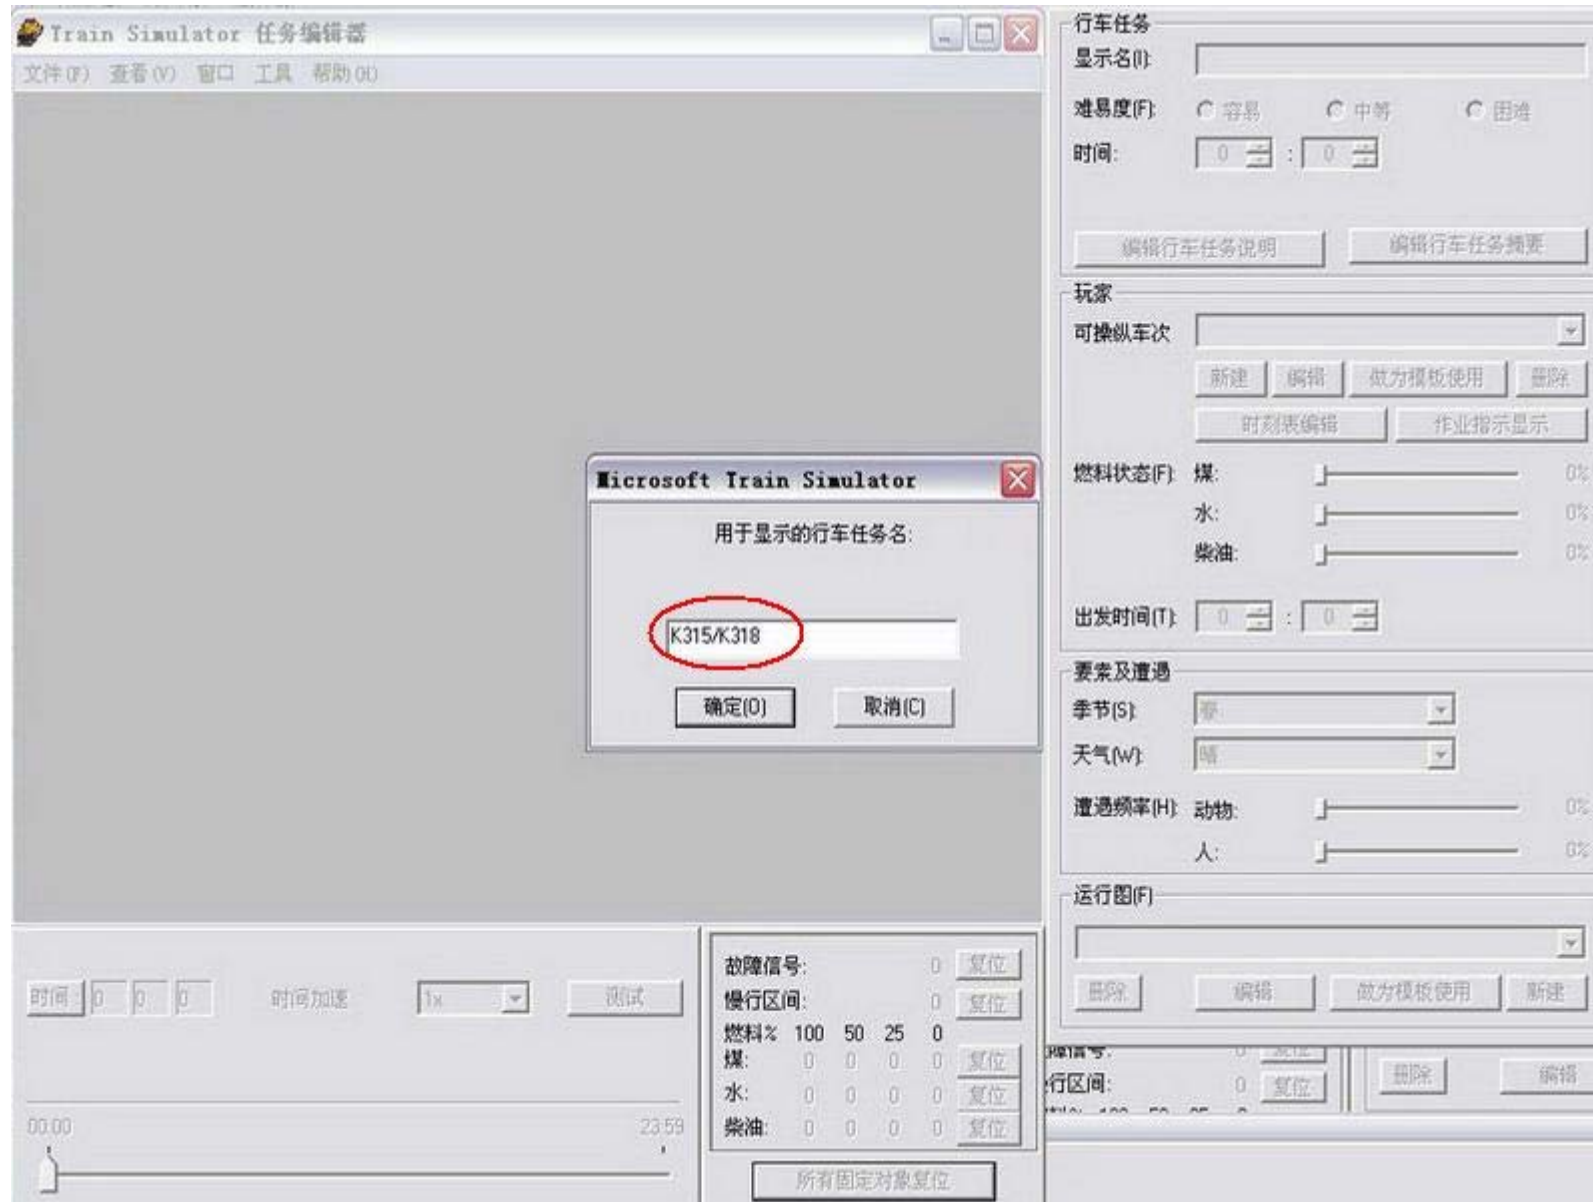 Train Simulator 任务编辑器
文件(F) 查看(V) 窗口 工具 帮助(H)
行车任务
显示名(I):
难易度(F): 容易 中等 困难
时间: 0 : 0
编辑行车任务说明 编辑行车任务摘要
玩家
可操纵车次
新建 编辑 做为模板使用 删除
时刻表编辑 作业指示显示
燃料状态(F): 煤: 0%
水: 0%
柴油: 0%
出发时间(T): 0 : 0
要素及遭遇
季节(S): 春
天气(W): 晴
遭遇频率(H): 动物: 0%
人: 0%
运行图(F)
删除 编辑 做为模板使用 新建
Microsoft Train Simulator
用于显示的行车任务名:
K315/K318
确定(O) 取消(C)
时间: 0 0 0 时间加速 1x 测试
00:00 23:59
故障信号: 0 复位
慢行区间: 0 复位
燃料% 100 50 25 0
煤: 0 0 0 0 复位
水: 0 0 0 0 复位
柴油: 0 0 0 0 复位
所有固定对象复位
行区间: 0 复位
删除 编辑